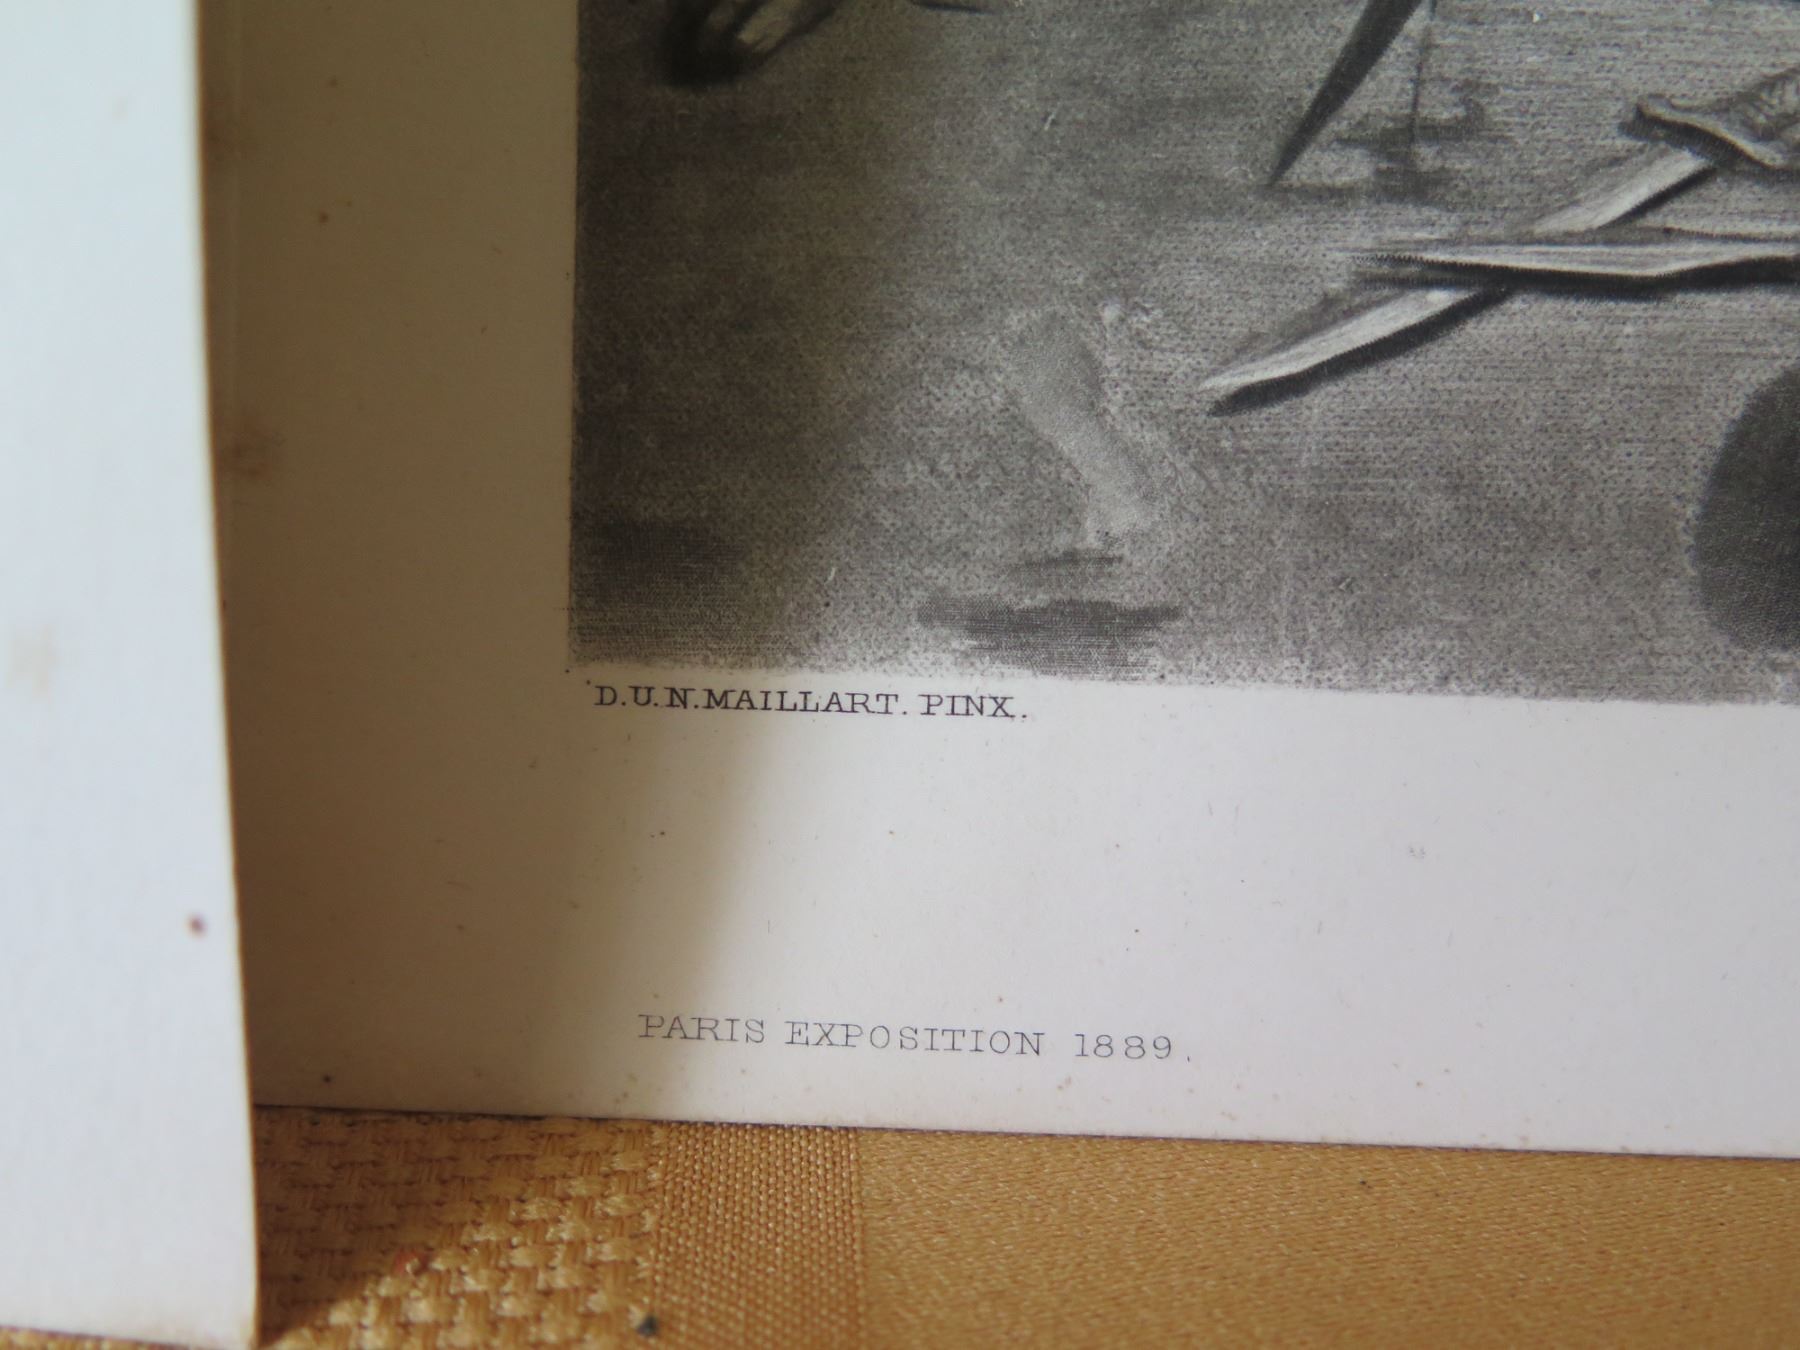 D.U.N.MAILLART. PINX.
PARIS EXPOSITION 1889.